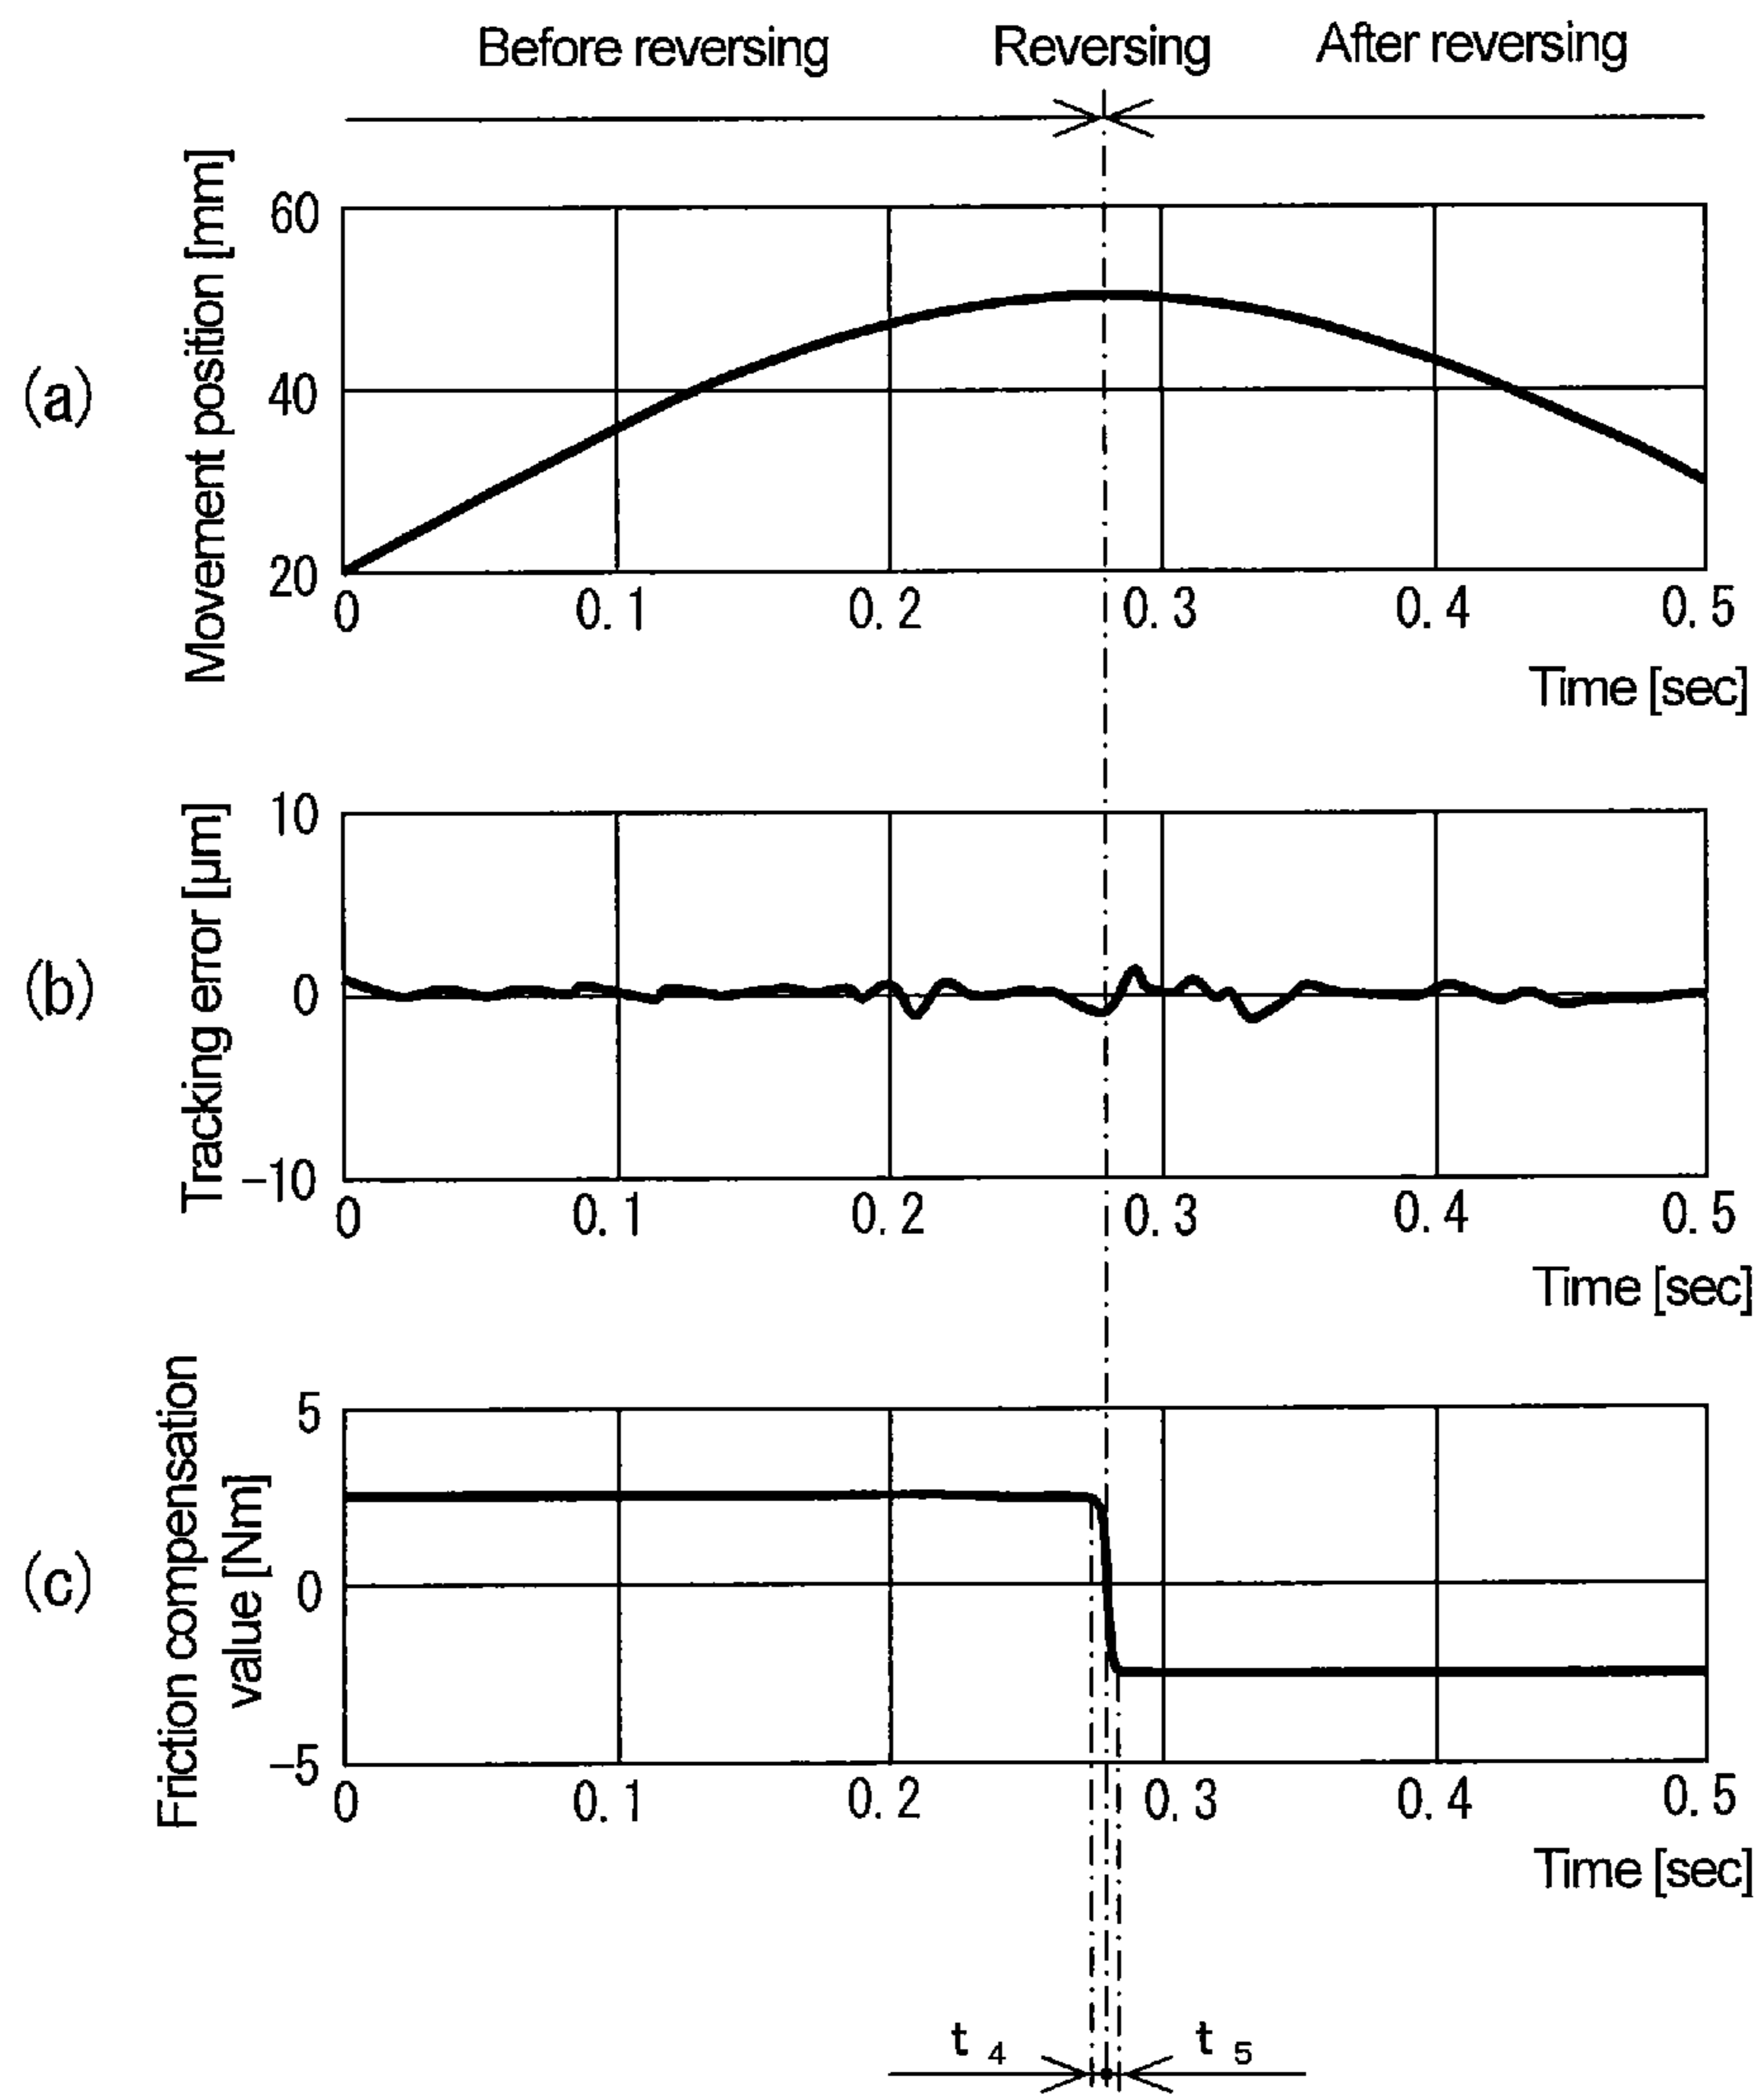 Before reversing Reversing After reversing
(a)
Movement position [mm]
60
40
20
0 0.1 0.2 0.3 0.4 0.5
Time [sec]
(b)
Tracking error [μm]
10
0
-10
0 0.1 0.2 0.3 0.4 0.5
Time [sec]
(c)
Friction compensation
value [Nm]
5
0
-5
0 0.1 0.2 0.3 0.4 0.5
Time [sec]
t 4 t 5